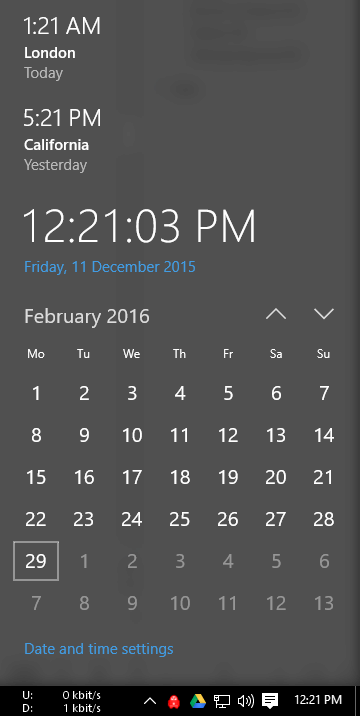 1:21 AM
London
Today
5:21 PM
California
Yesterday
12:21:03 PM
Friday, 11 December 2015
February 2016
Mo Tu We Th Fr Sa Su
1 2 3 4 5 6 7
8 9 10 11 12 13 14
15 16 17 18 19 20 21
22 23 24 25 26 27 28
29 1 2 3 4 5 6
7 8 9 10 11 12 13
Date and time settings
U: 0 kbit/s
D: 1 kbit/s
12:21 PM